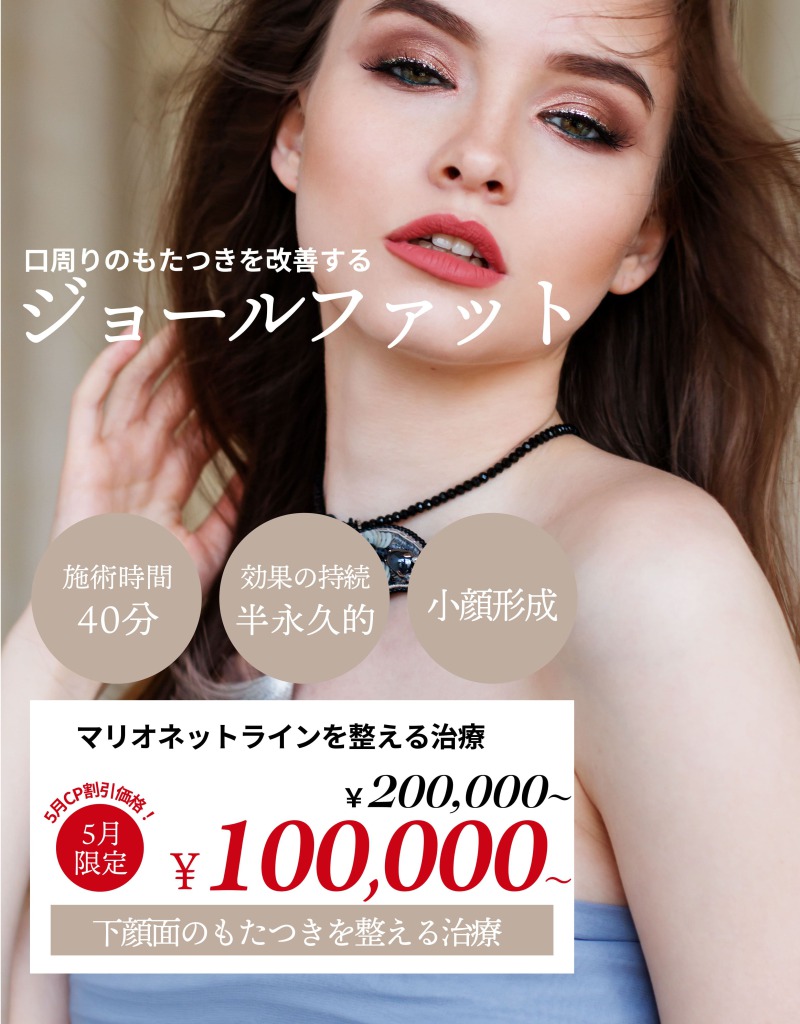 口周りのもたつきを改善する
ジョールファット
施術時間
40分
効果の持続
半永久的
小顔形成
マリオネットラインを整える治療
¥200,000~
5月CP割引価格！
5月
限定
¥100,000~
下顔面のもたつきを整える治療